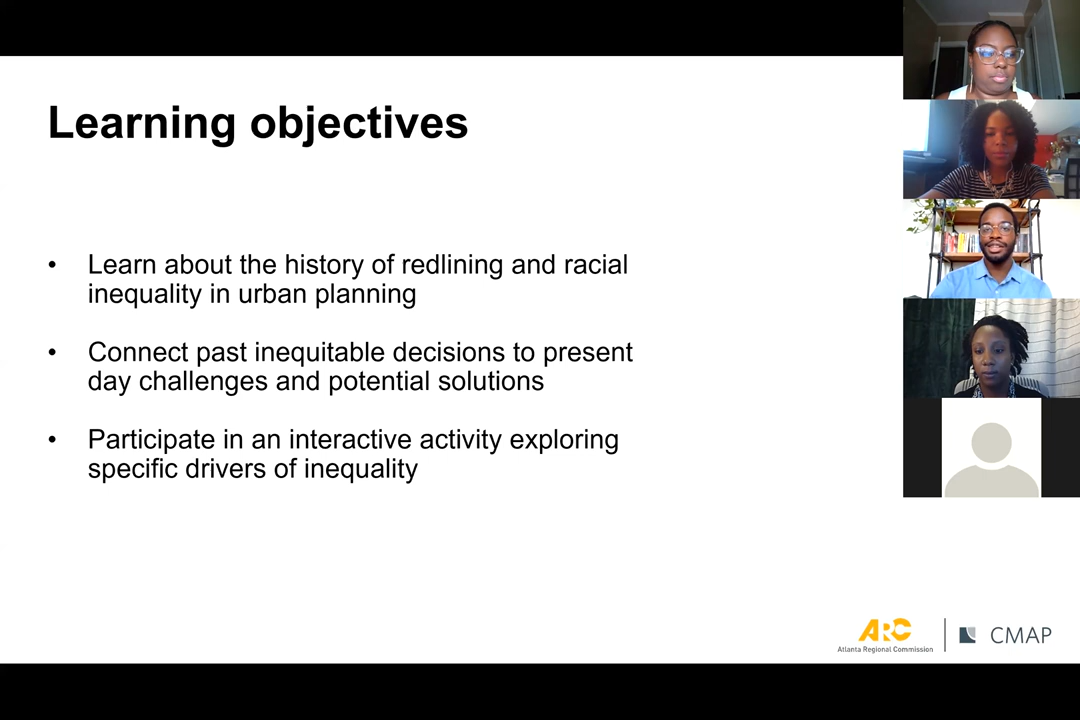 Learning objectives
• Learn about the history of redlining and racial
inequality in urban planning
• Connect past inequitable decisions to present
day challenges and potential solutions
• Participate in an interactive activity exploring
specific drivers of inequality
ARC
Atlanta Regional Commission
CMAP